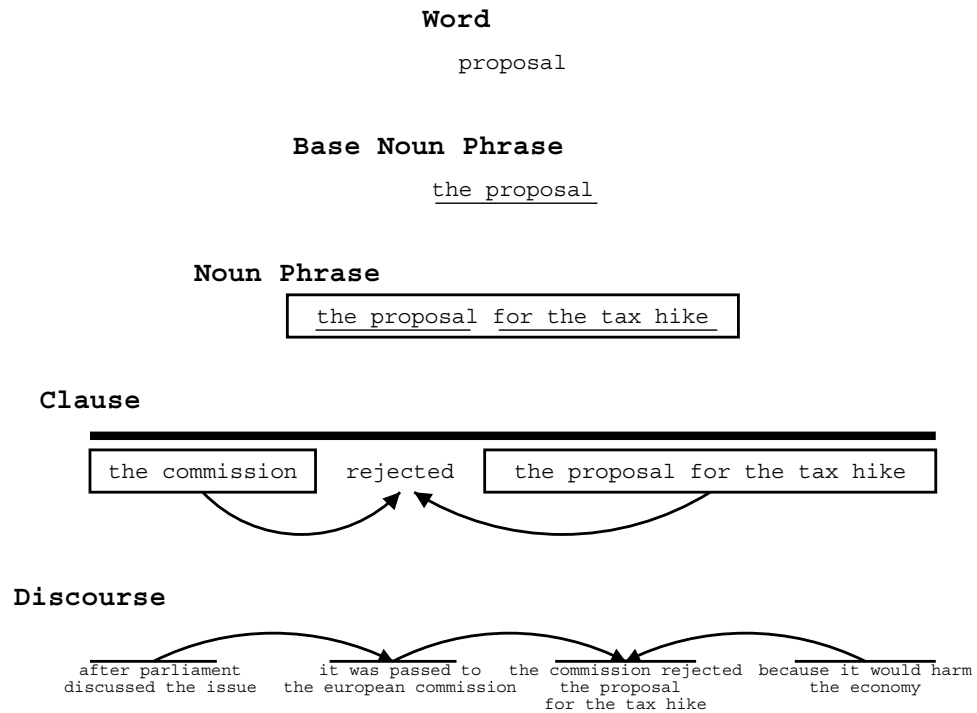 Word
proposal
Base Noun Phrase
the proposal
Noun Phrase
the proposal for the tax hike
Clause
the commission rejected the proposal for the tax hike
Discourse
after parliament
discussed the issue
it was passed to
the european commission
the commission rejected
the proposal
for the tax hike
because it would harm
the economy